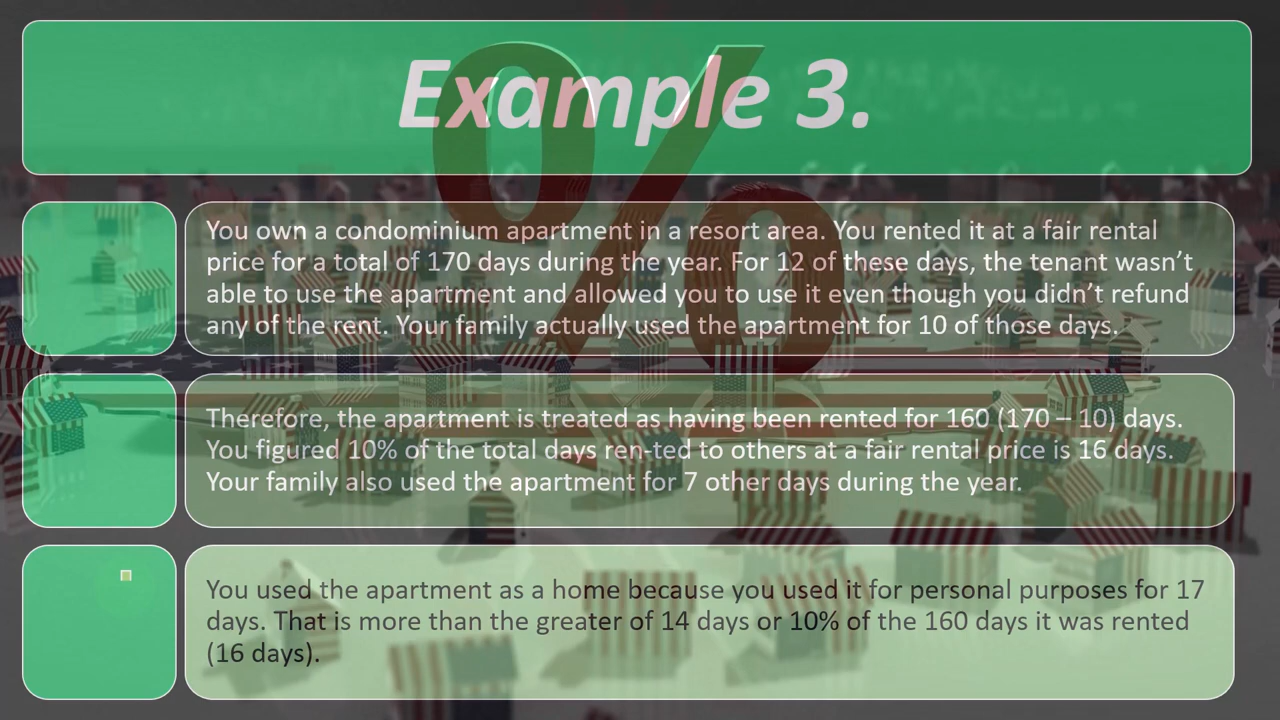 Example 3.
You own a condominium apartment in a resort area. You rented it at a fair rental
price for a total of 170 days during the year. For 12 of these days, the tenant wasn’t
able to use the apartment and allowed you to use it even though you didn’t refund
any of the rent. Your family actually used the apartment for 10 of those days.
Therefore, the apartment is treated as having been rented for 160 (170 – 10) days.
You figured 10% of the total days ren-ted to others at a fair rental price is 16 days.
Your family also used the apartment for 7 other days during the year.
You used the apartment as a home because you used it for personal purposes for 17
days. That is more than the greater of 14 days or 10% of the 160 days it was rented
(16 days).